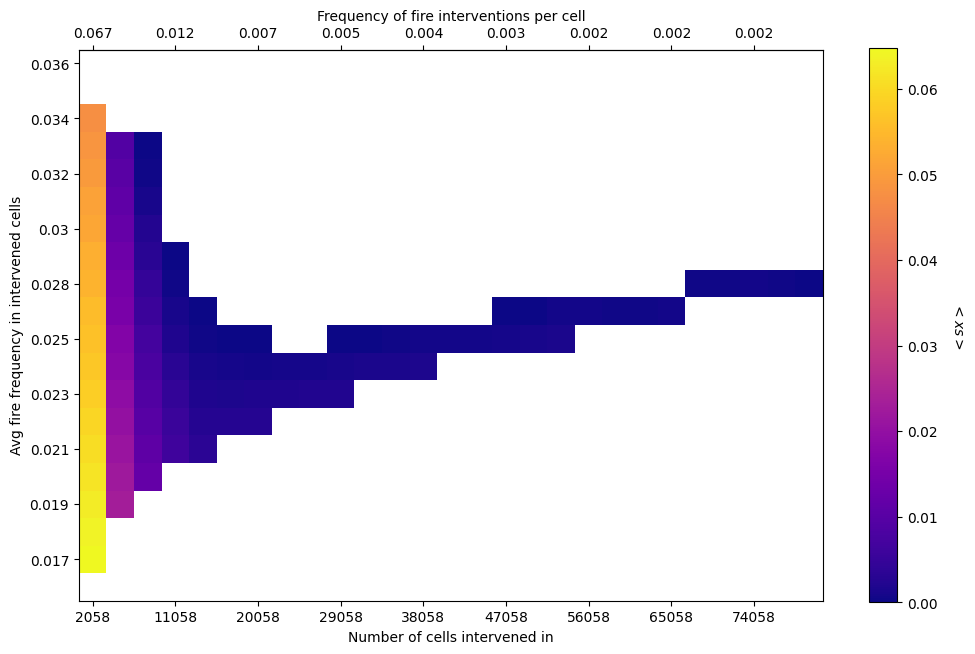 Frequency of fire interventions per cell
0.067 0.012 0.007 0.005 0.004 0.003 0.002 0.002 0.002
Avg fire frequency in intervened cells
0.036
0.034
0.032
0.03
0.028
0.025
0.023
0.021
0.019
0.017
2058 11058 20058 29058 38058 47058 56058 65058 74058
Number of cells intervened in
0.06
0.05
0.04
0.03
0.02
0.01
0.00
< sx >